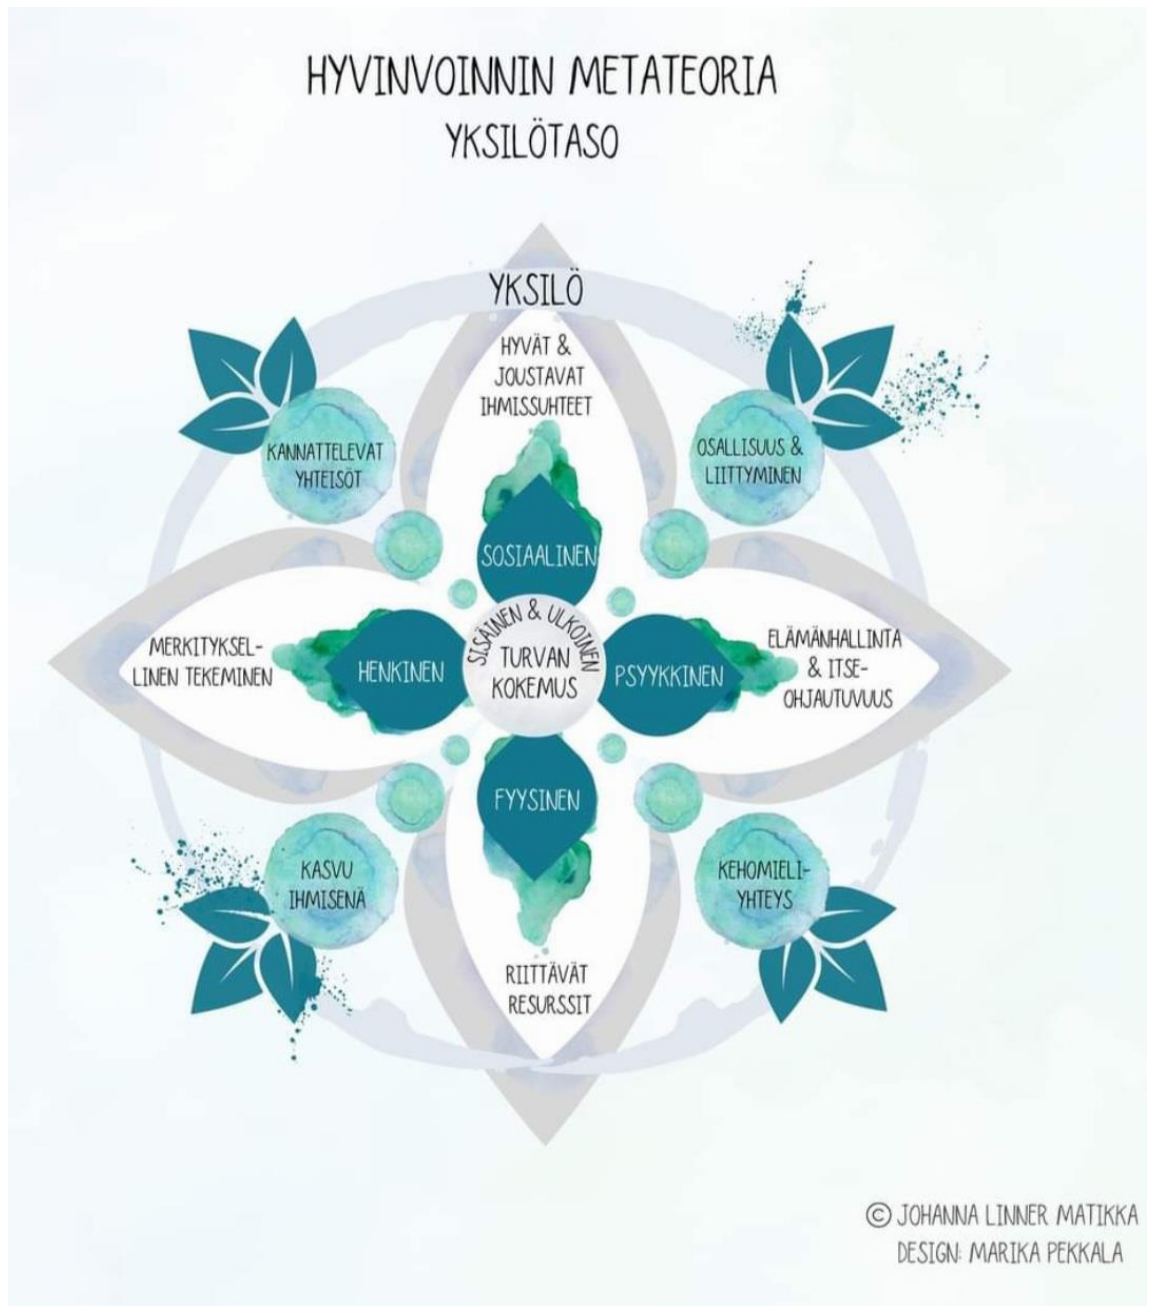 HYVINVOINNIN METATEORIA
YKSILÖTASO
YKSILÖ
HYVÄT &
JOUSTAVAT
IHMISSUHTEET
KANNATTELEVAT
YHTEISÖT
OSALLISUUS &
LIITTYMINEN
SOSIAALINEN
MERKITYKSEL-
LINEN TEKEMINEN
HENKINEN
SISÄINEN & ULKOINEN
TURVAN
KOKEMUS
PSYYKKINEN
ELÄMÄNHALLINTA
& ITSE-
OHJAUTUVUUS
FYYSINEN
KASVU
IHMISENÄ
KEHOMIELI-
YHTEYS
RIITTÄVÄT
RESURSSIT
© JOHANNA LINNER MATIKKA
DESIGN: MARIKA PEKKALA